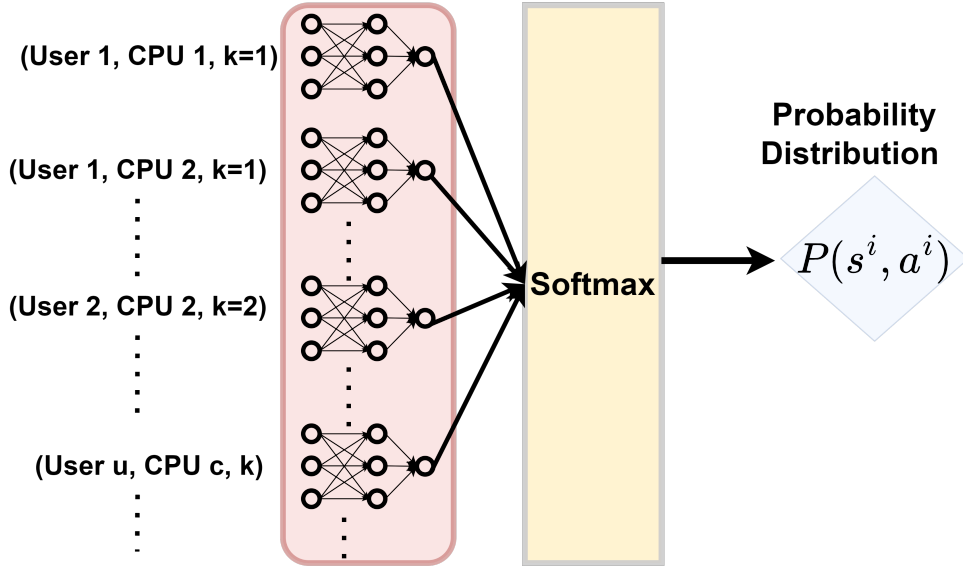 (User 1, CPU 1, k=1)
(User 1, CPU 2, k=1)
(User 2, CPU 2, k=2)
(User u, CPU c, k)
Softmax
Probability
Distribution
P(s^i, a^i)